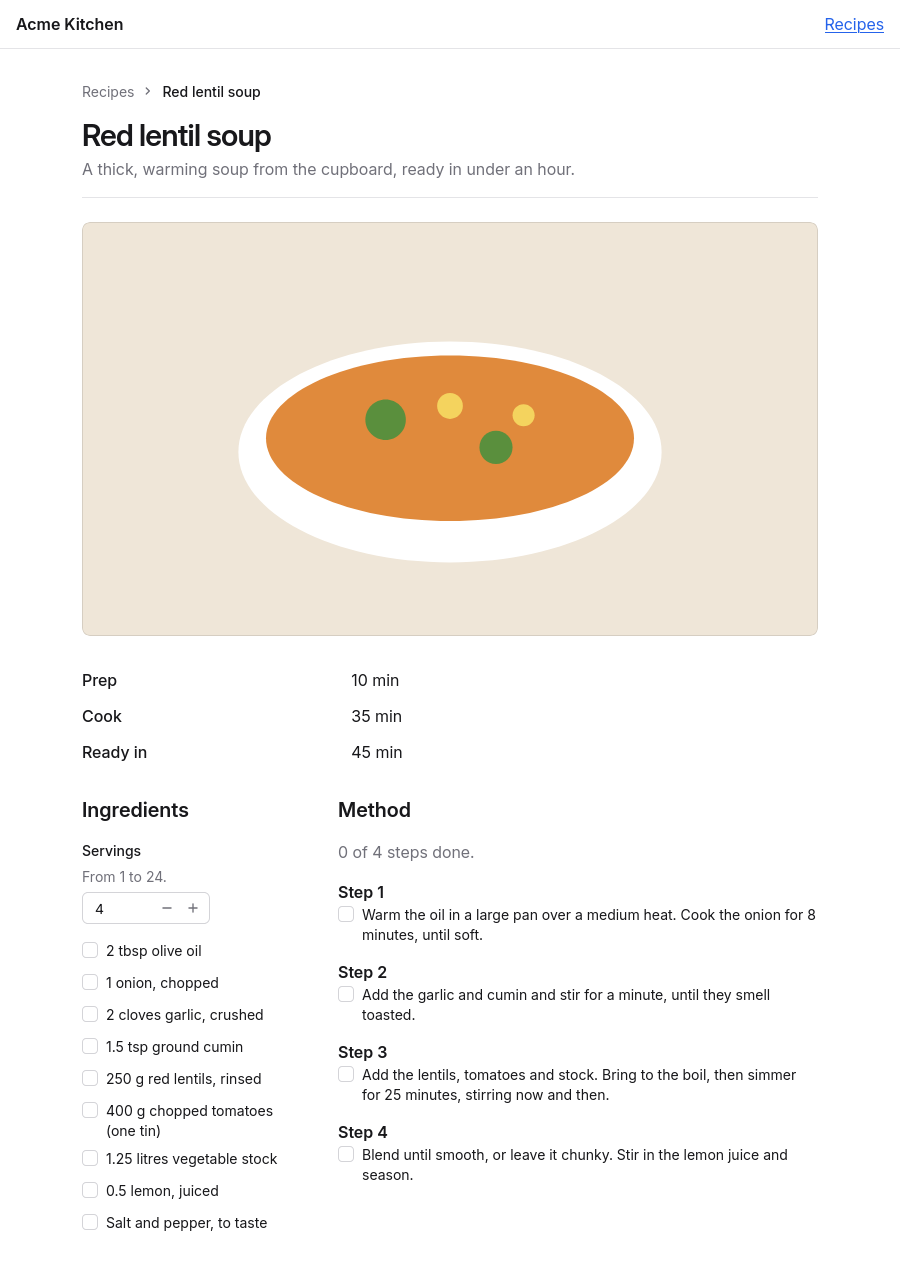 Acme Kitchen
Recipes
Recipes > Red lentil soup
Red lentil soup
A thick, warming soup from the cupboard, ready in under an hour.
Prep 10 min
Cook 35 min
Ready in 45 min
Ingredients
Servings
From 1 to 24.
4
2 tbsp olive oil
1 onion, chopped
2 cloves garlic, crushed
1.5 tsp ground cumin
250 g red lentils, rinsed
400 g chopped tomatoes
(one tin)
1.25 litres vegetable stock
0.5 lemon, juiced
Salt and pepper, to taste
Method
0 of 4 steps done.
Step 1
Warm the oil in a large pan over a medium heat. Cook the onion for 8
minutes, until soft.
Step 2
Add the garlic and cumin and stir for a minute, until they smell
toasted.
Step 3
Add the lentils, tomatoes and stock. Bring to the boil, then simmer
for 25 minutes, stirring now and then.
Step 4
Blend until smooth, or leave it chunky. Stir in the lemon juice and
season.